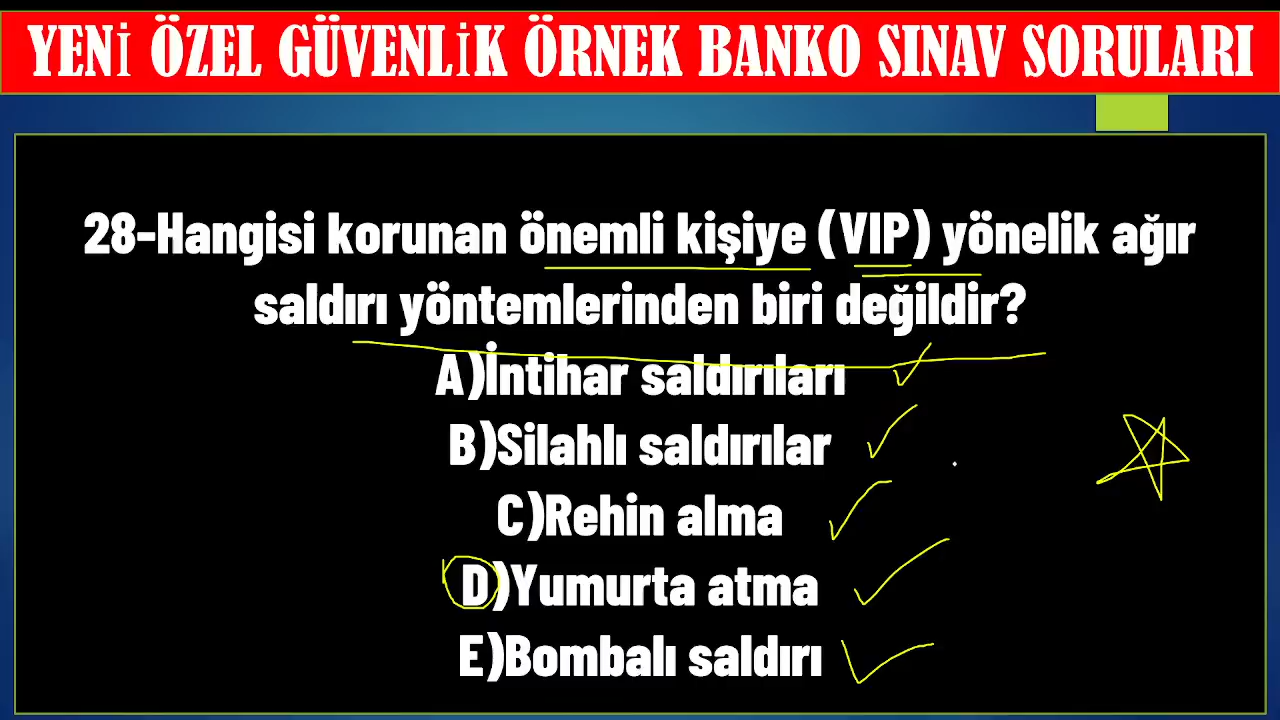 YENİ ÖZEL GÜVENLİK ÖRNEK BANKO SINAV SORULARI
28-Hangisi korunan önemli kişiye (VIP) yönelik ağır
saldırı yöntemlerinden biri değildir?
A)İntihar saldırıları
B)Silahlı saldırılar
C)Rehin alma
D)Yumurta atma
E)Bombalı saldırı